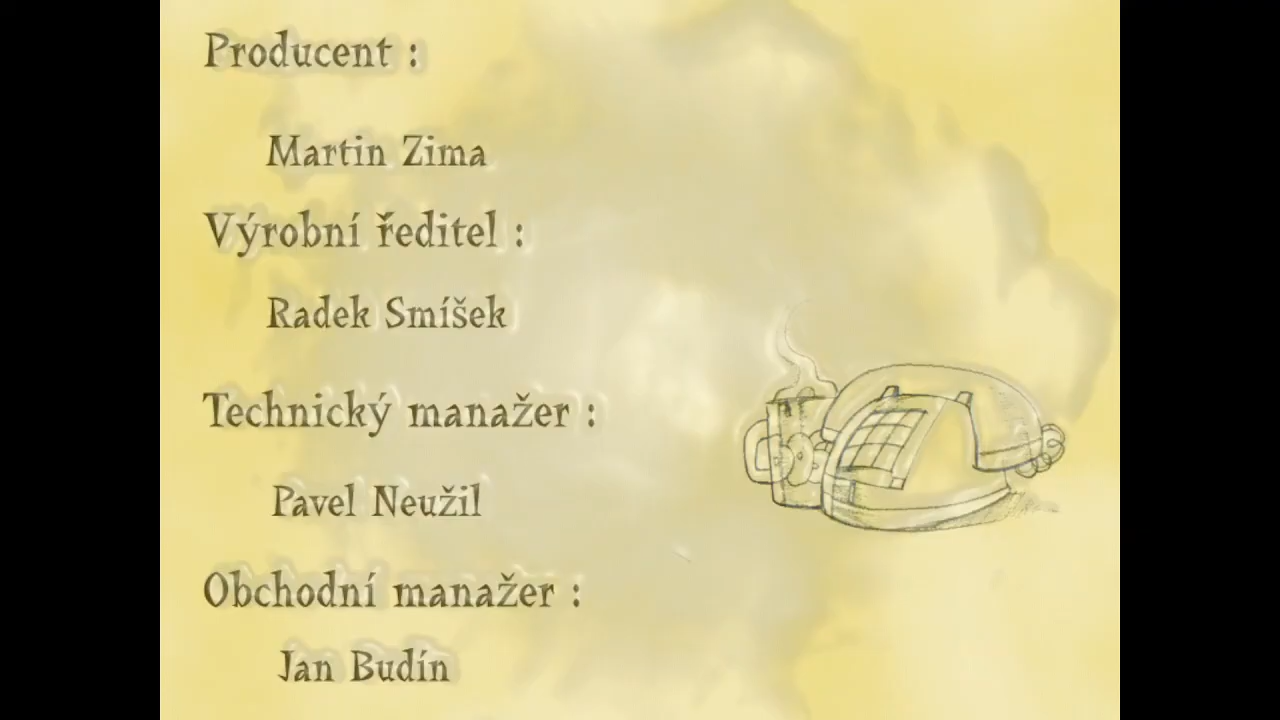 Producent :
Martin Zima
Výrobní ředitel :
Radek Smíšek
Technický manažer :
Pavel Neužil
Obchodní manažer :
Jan Budín